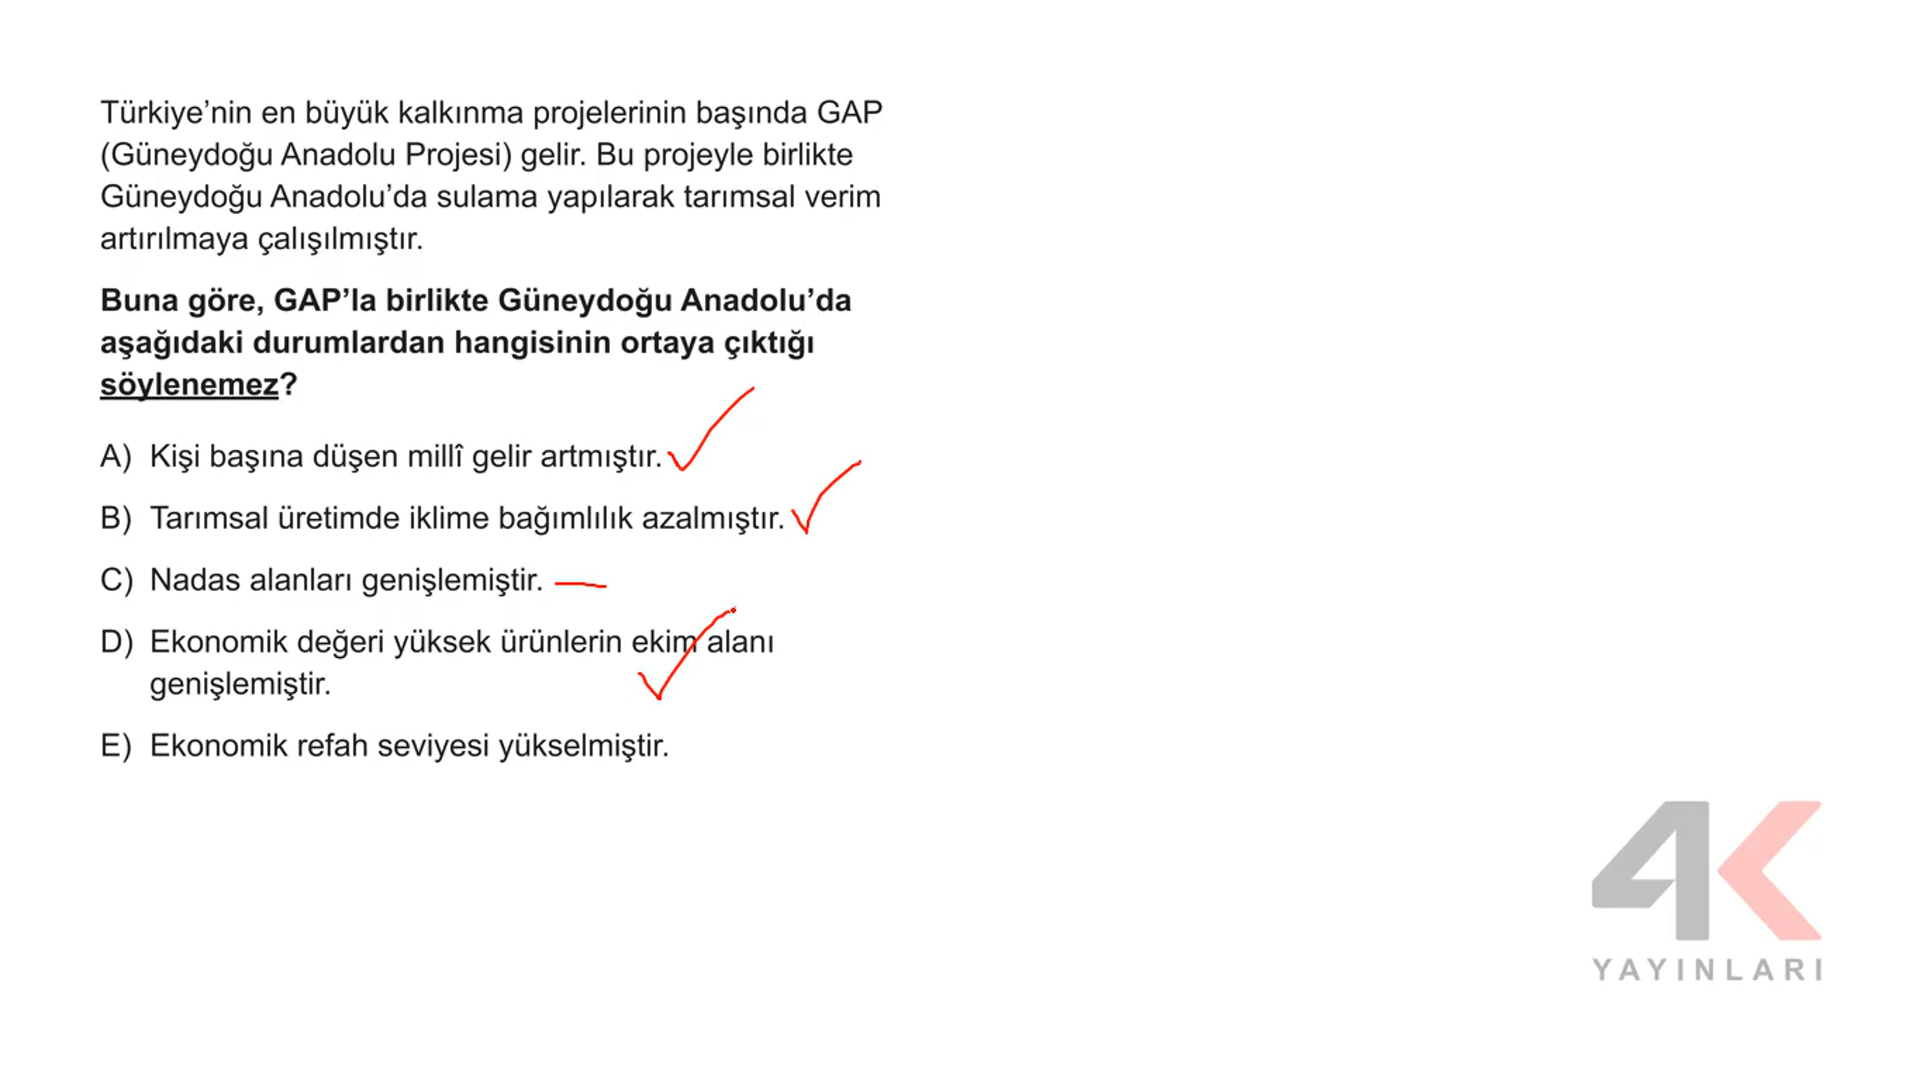 Türkiye’nin en büyük kalkınma projelerinin başında GAP
(Güneydoğu Anadolu Projesi) gelir. Bu projeyle birlikte
Güneydoğu Anadolu’da sulama yapılarak tarımsal verim
artırılmaya çalışılmıştır.
Buna göre, GAP’la birlikte Güneydoğu Anadolu’da
aşağıdaki durumlardan hangisinin ortaya çıktığı
söylenemez?
A) Kişi başına düşen millî gelir artmıştır.
B) Tarımsal üretimde iklime bağımlılık azalmıştır.
C) Nadas alanları genişlemiştir.
D) Ekonomik değeri yüksek ürünlerin ekim alanı
genişlemiştir.
E) Ekonomik refah seviyesi yükselmiştir.
4K
YAYINLARI